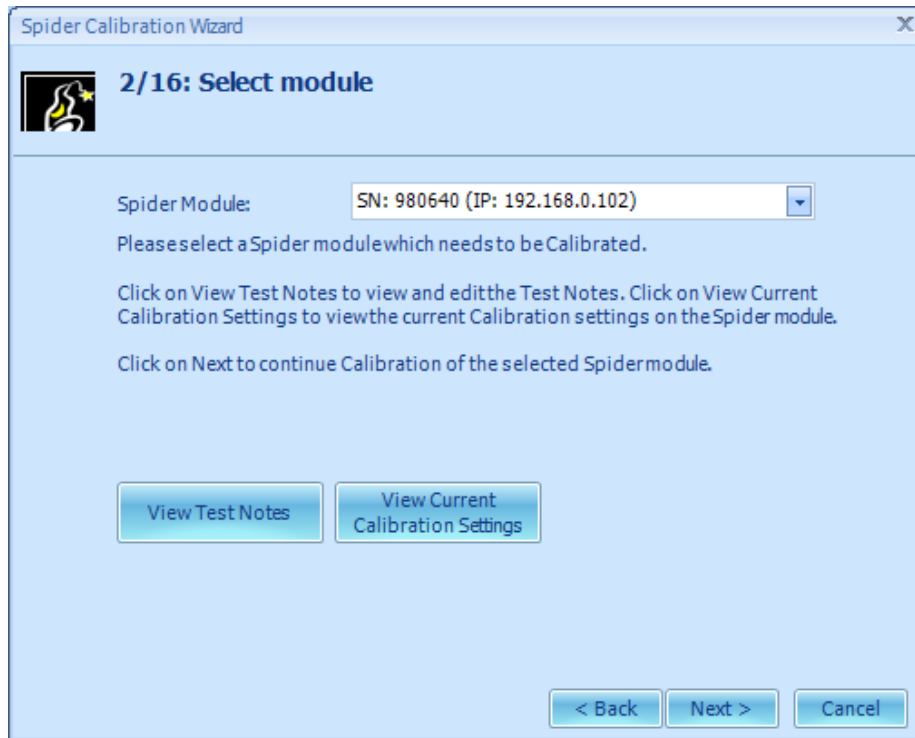 Spider Calibration Wizard
X
2/16: Select module
Spider Module:
SN: 980640 (IP: 192.168.0.102)
Please select a Spider module which needs to be Calibrated.
Click on View Test Notes to view and edit the Test Notes. Click on View Current
Calibration Settings to view the current Calibration settings on the Spider module.
Click on Next to continue Calibration of the selected Spider module.
View Test Notes
View Current
Calibration Settings
< Back
Next >
Cancel